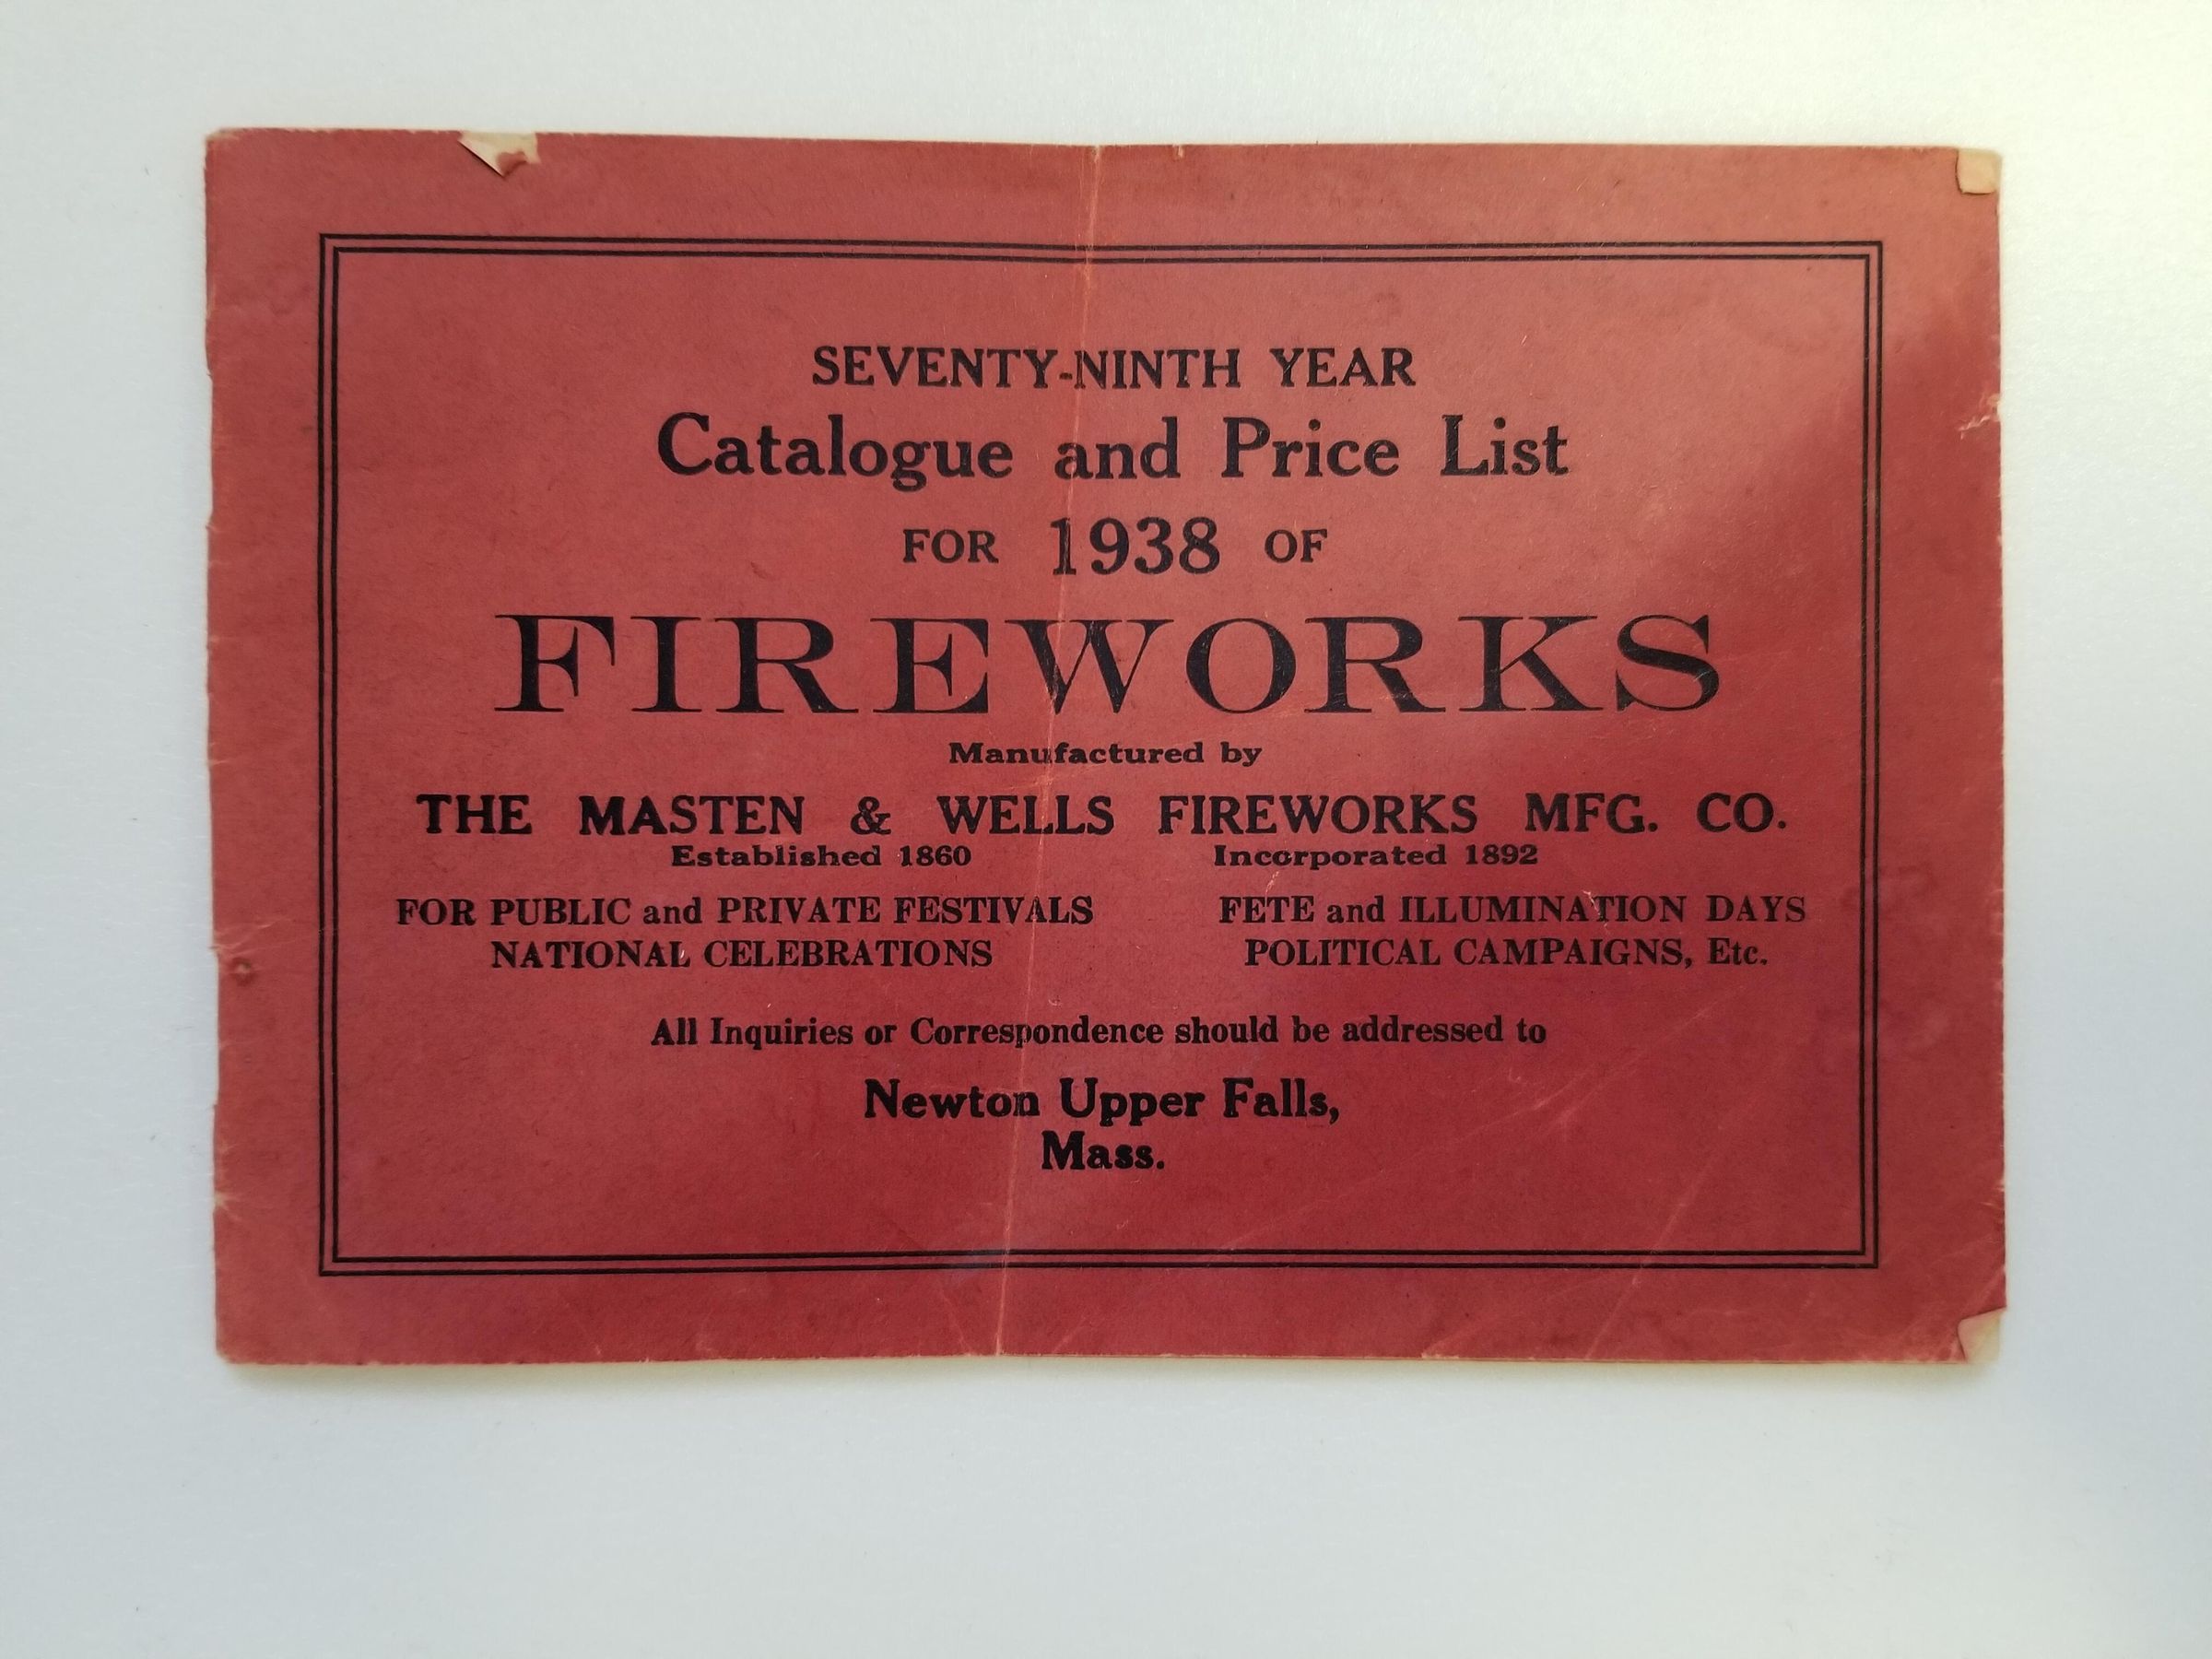 SEVENTY-NINTH YEAR
Catalogue and Price List
FOR 1938 OF
FIREWORKS
Manufactured by
THE MASTEN & WELLS FIREWORKS MFG. CO.
Established 1860 Incorporated 1892
FOR PUBLIC and PRIVATE FESTIVALS FETE and ILLUMINATION DAYS
NATIONAL CELEBRATIONS POLITICAL CAMPAIGNS, Etc.
All Inquiries or Correspondence should be addressed to
Newton Upper Falls,
Mass.